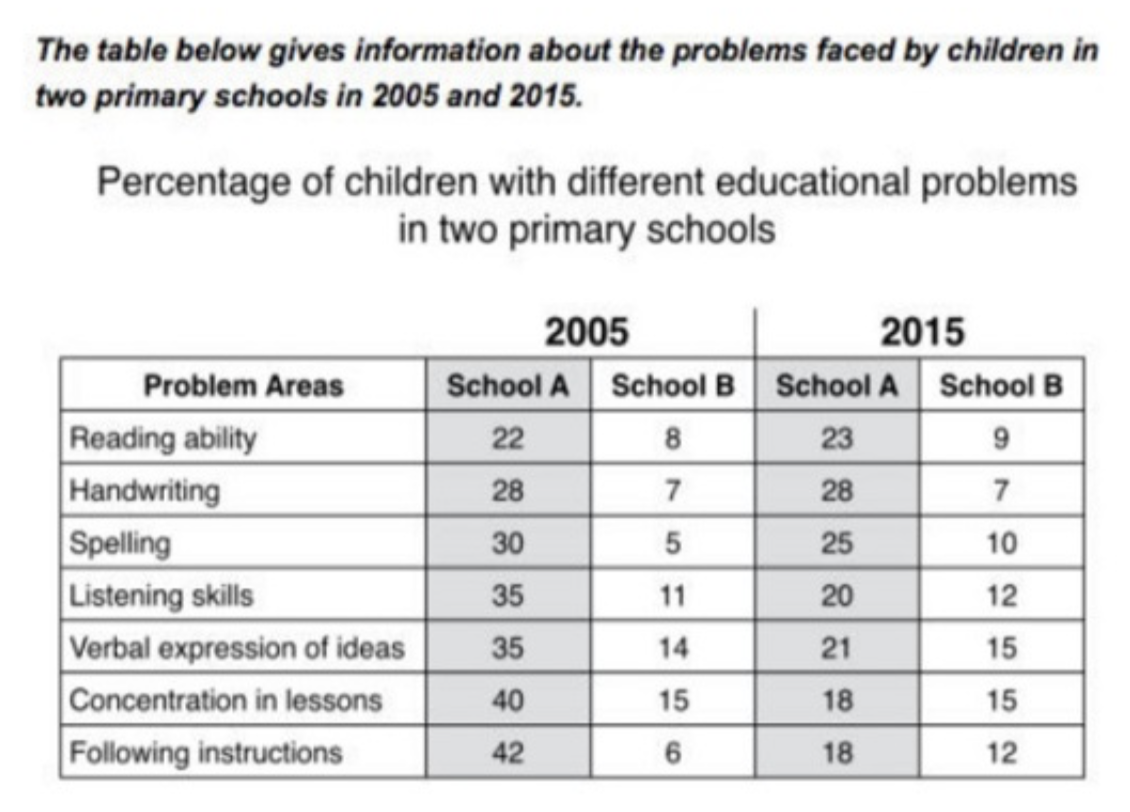 The table below gives information about the problems faced by children in
two primary schools in 2005 and 2015.
Percentage of children with different educational problems
in two primary schools
2005 2015
Problem Areas School A School B School A School B
Reading ability 22 8 23 9
Handwriting 28 7 28 7
Spelling 30 5 25 10
Listening skills 35 11 20 12
Verbal expression of ideas 35 14 21 15
Concentration in lessons 40 15 18 15
Following instructions 42 6 18 12